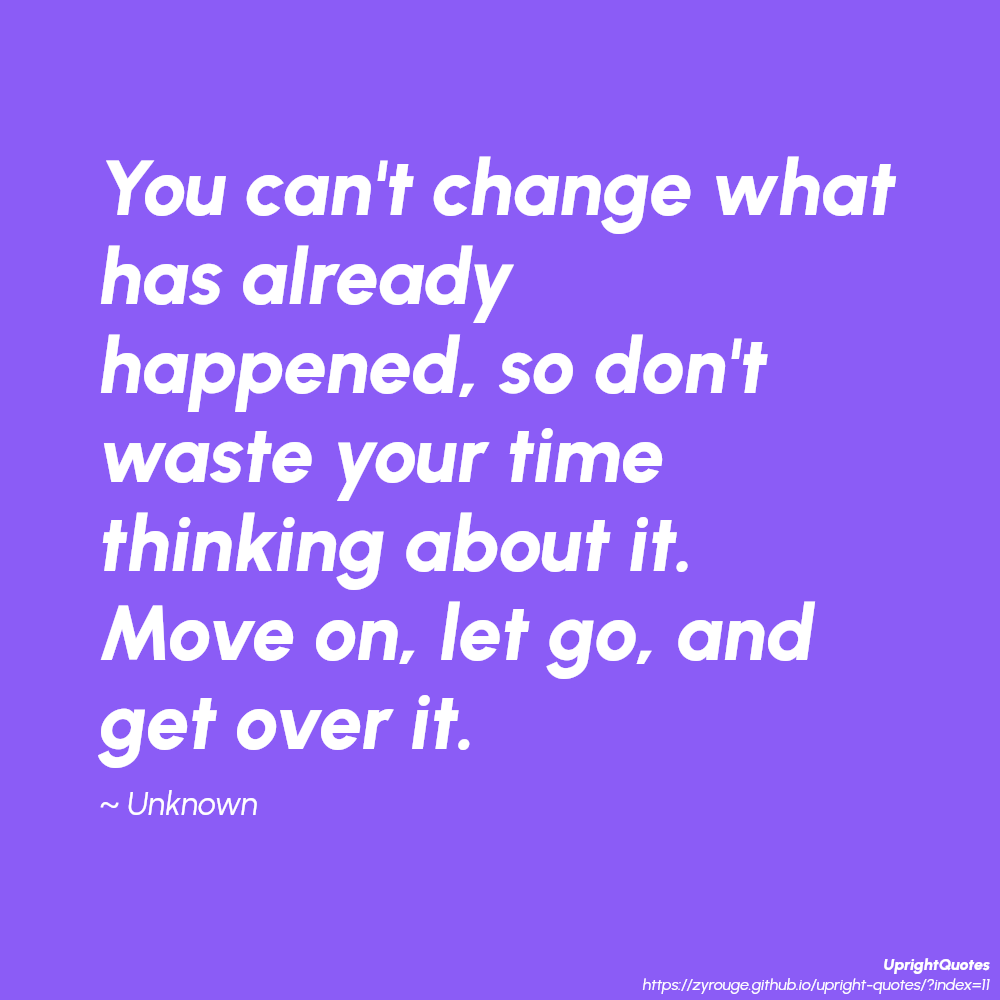 You can't change what
has already
happened, so don't
waste your time
thinking about it.
Move on, let go, and
get over it.
~ Unknown
UprightQuotes
https://zyrouge.github.io/upright-quotes/?index=11